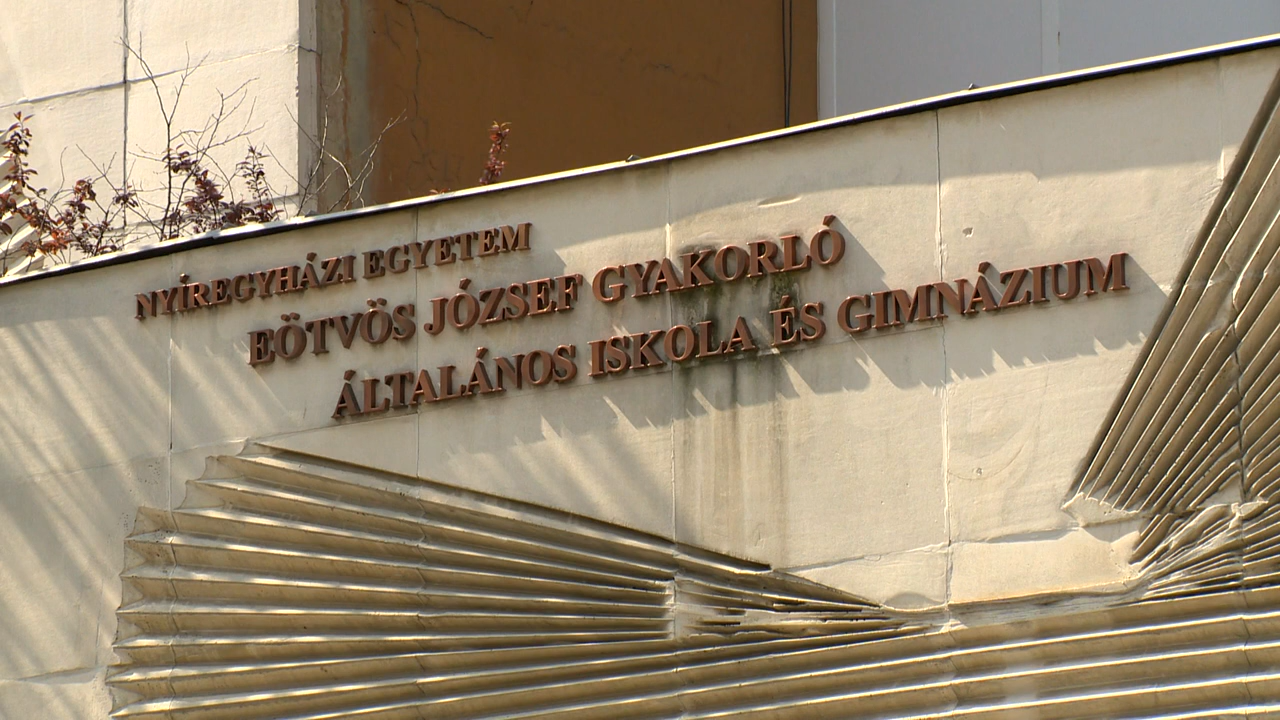 NYÍREGYHÁZI EGYETEM
EÖTVÖS JÓZSEF GYAKORLÓ
ÁLTALÁNOS ISKOLA ÉS GIMNÁZIUM